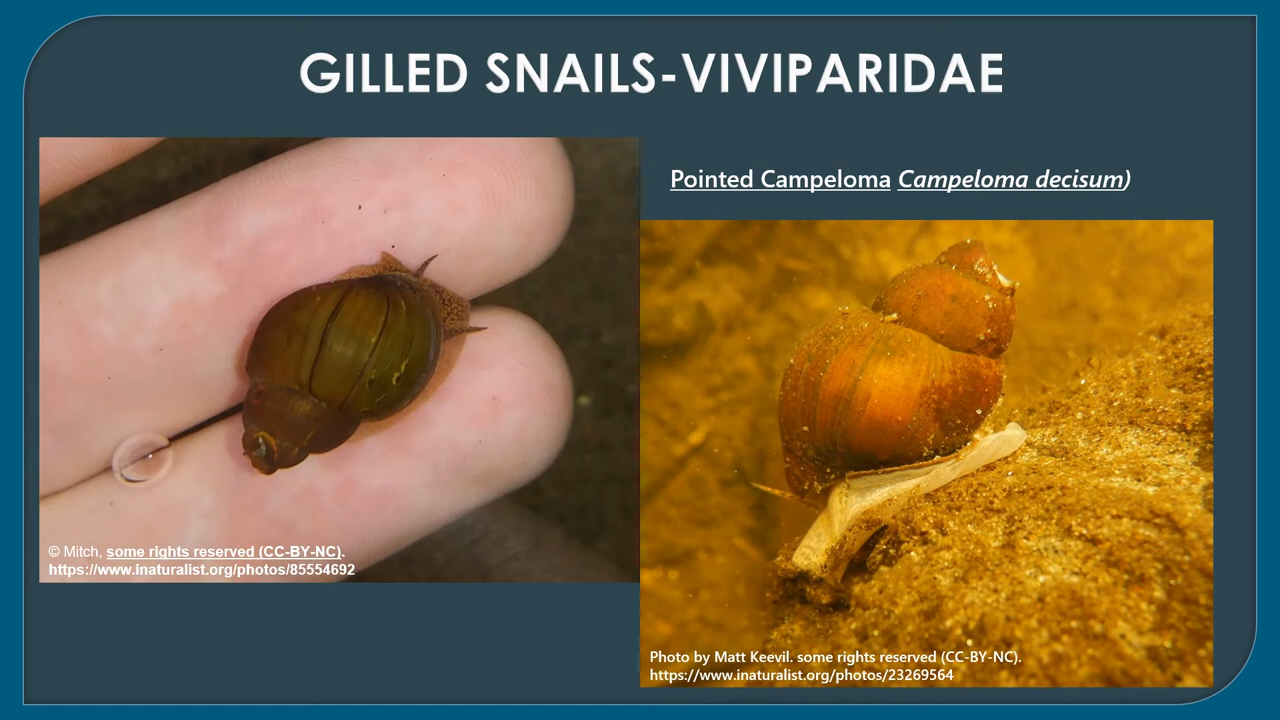 GILLED SNAILS-VIVIPARIDAE
Pointed Campeloma Campeloma decisum)
© Mitch, some rights reserved (CC-BY-NC).
https://www.inaturalist.org/photos/85554692
Photo by Matt Keevil. some rights reserved (CC-BY-NC).
https://www.inaturalist.org/photos/23269564